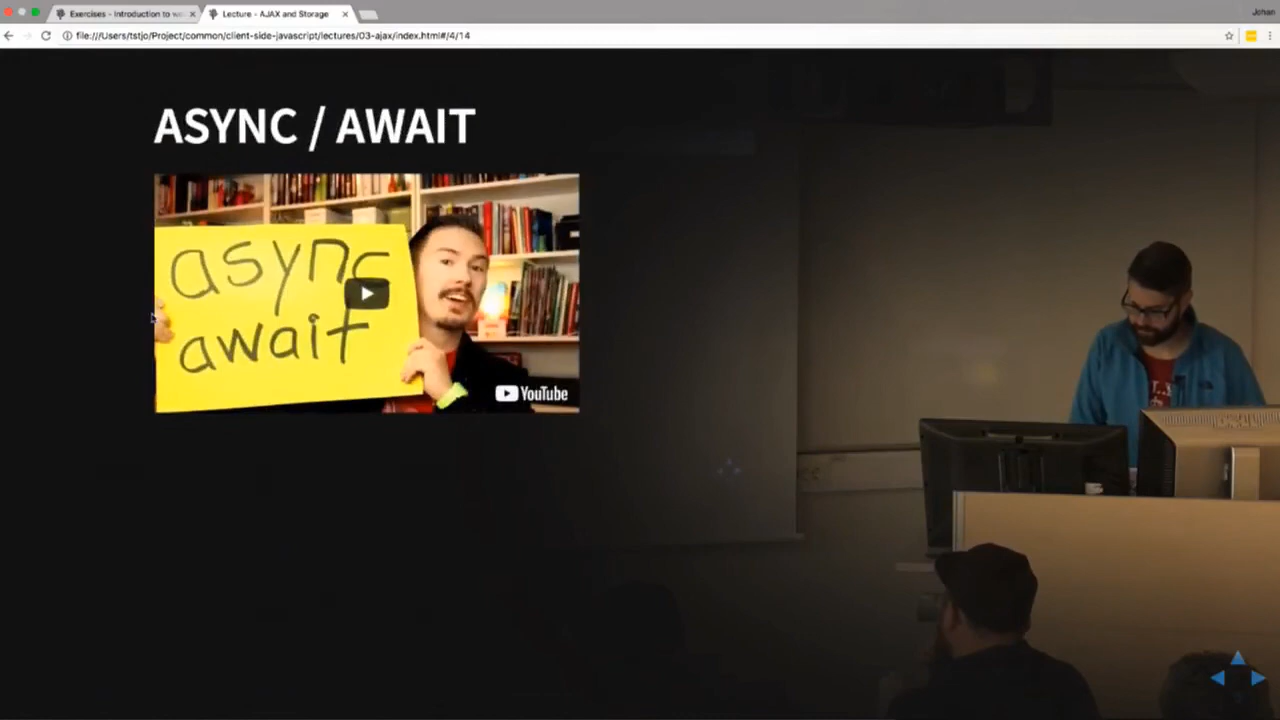 Exercises - Introduction to we
Lecture - AJAX and Storage
Johan
file:///Users/tstjo/Project/common/client-side-javascript/lectures/03-ajax/index.html#/4/14
ASYNC / AWAIT
async
await
YouTube